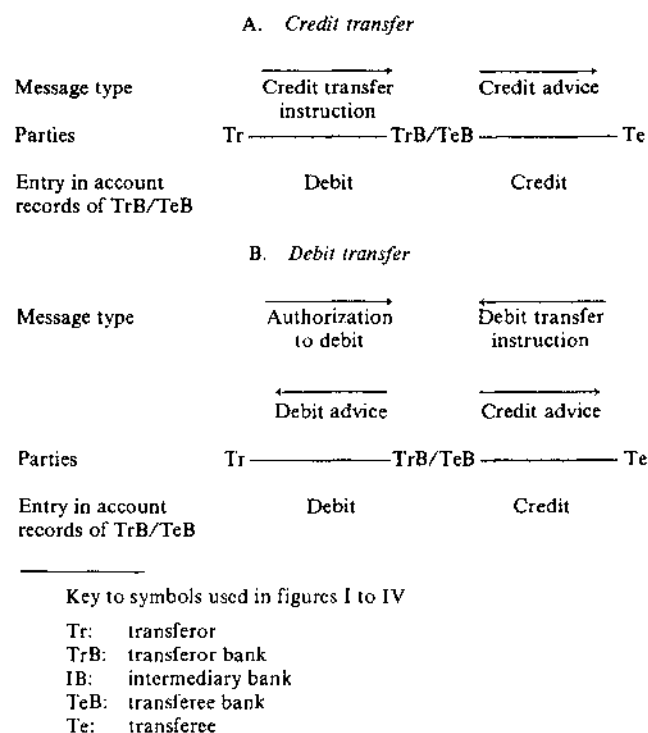 A. Credit transfer
Message type Credit transfer Credit advice
instruction
Parties Tr TrB/TeB Te
Entry in account Debit Credit
records of TrB/TeB
B. Debit transfer
Message type Authorization Debit transfer
to debit instruction
Debit advice Credit advice
Parties Tr TrB/TeB Te
Entry in account Debit Credit
records of TrB/TeB
Key to symbols used in figures I to IV
Tr: transferor
TrB: transferor bank
IB: intermediary bank
TeB: transferee bank
Te: transferee